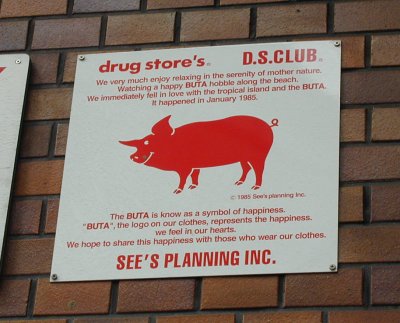 drug store's® D.S.CLUB®
We very much enjoy relaxing in the serenity of mother nature.
Watching a happy BUTA hobble along the beach.
We immediately fell in love with the tropical island and the BUTA.
It happened in January 1985.
© 1985 See's planning Inc.
The BUTA is know as a symbol of happiness.
"BUTA", the logo on our clothes, represents the happiness.
we feel in our hearts.
We hope to share this happiness with those who wear our clothes.
SEE'S PLANNING INC.